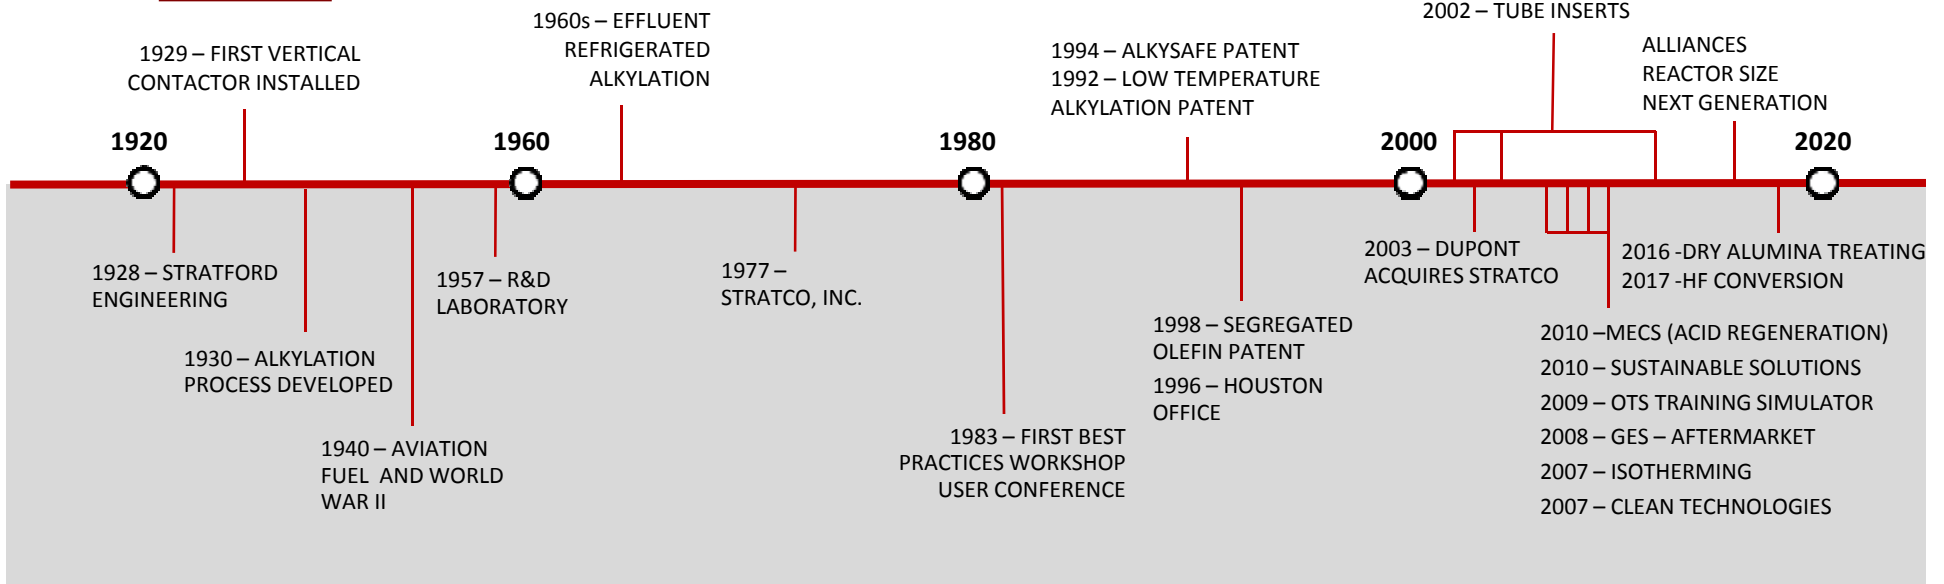 2002 – TUBE INSERTS
1960s – EFFLUENT
REFRIGERATED
ALKYLATION
1929 – FIRST VERTICAL
CONTACTOR INSTALLED
1994 – ALKYSAFE PATENT
1992 – LOW TEMPERATURE
ALKYLATION PATENT
ALLIANCES
REACTOR SIZE
NEXT GENERATION
1920
1960
1980
2000
2020
1928 – STRATFORD
ENGINEERING
1930 – ALKYLATION
PROCESS DEVELOPED
1940 – AVIATION
FUEL  AND WORLD
WAR II
1957 – R&D
LABORATORY
1977 –
STRATCO, INC.
1983 – FIRST BEST
PRACTICES WORKSHOP
USER CONFERENCE
1998 – SEGREGATED
OLEFIN PATENT
1996 – HOUSTON
OFFICE
2003 – DUPONT
ACQUIRES STRATCO
2016 -DRY ALUMINA TREATING
2017 -HF CONVERSION
2010 –MECS (ACID REGENERATION)
2010 – SUSTAINABLE SOLUTIONS
2009 – OTS TRAINING SIMULATOR
2008 – GES – AFTERMARKET
2007 – ISOTHERMING
2007 – CLEAN TECHNOLOGIES